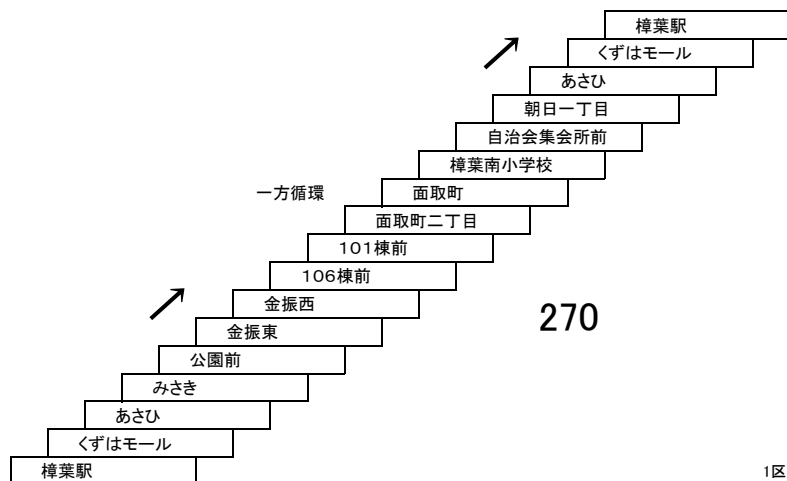 樟葉駅
くずはモール
あさひ
朝日一丁目
自治会集会所前
樟葉南小学校
一方循環
面取町
面取町二丁目
101棟前
106棟前
金振西
270
金振東
公園前
みさき
あさひ
くずはモール
樟葉駅
1区